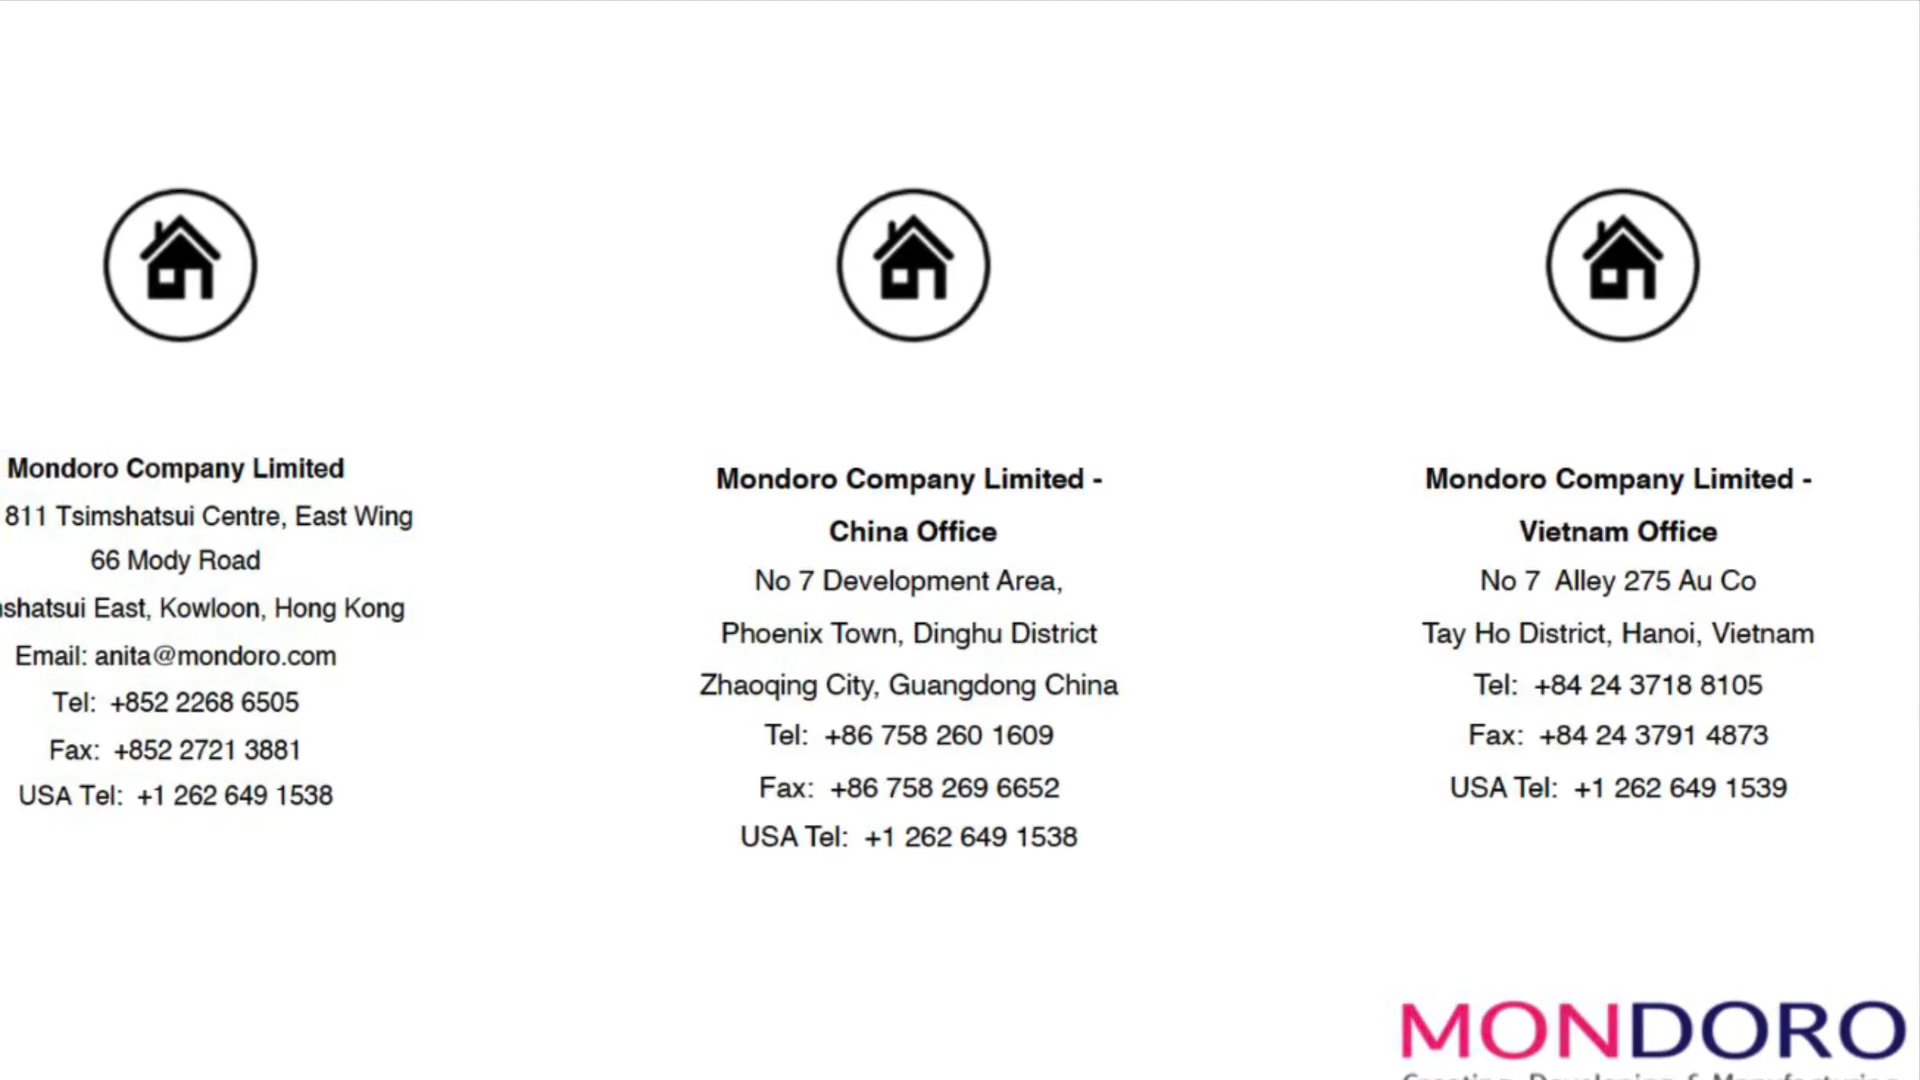 Mondoro Company Limited
811 Tsimshatsui Centre, East Wing
66 Mody Road
shatsui East, Kowloon, Hong Kong
Email: anita@mondoro.com
Tel: +852 2268 6505
Fax: +852 2721 3881
USA Tel: +1 262 649 1538
Mondoro Company Limited -
China Office
No 7 Development Area,
Phoenix Town, Dinghu District
Zhaoqing City, Guangdong China
Tel: +86 758 260 1609
Fax: +86 758 269 6652
USA Tel: +1 262 649 1538
Mondoro Company Limited -
Vietnam Office
No 7 Alley 275 Au Co
Tay Ho District, Hanoi, Vietnam
Tel: +84 24 3718 8105
Fax: +84 24 3791 4873
USA Tel: +1 262 649 1539
MONDORO
Creating, Developing & Manufacturing